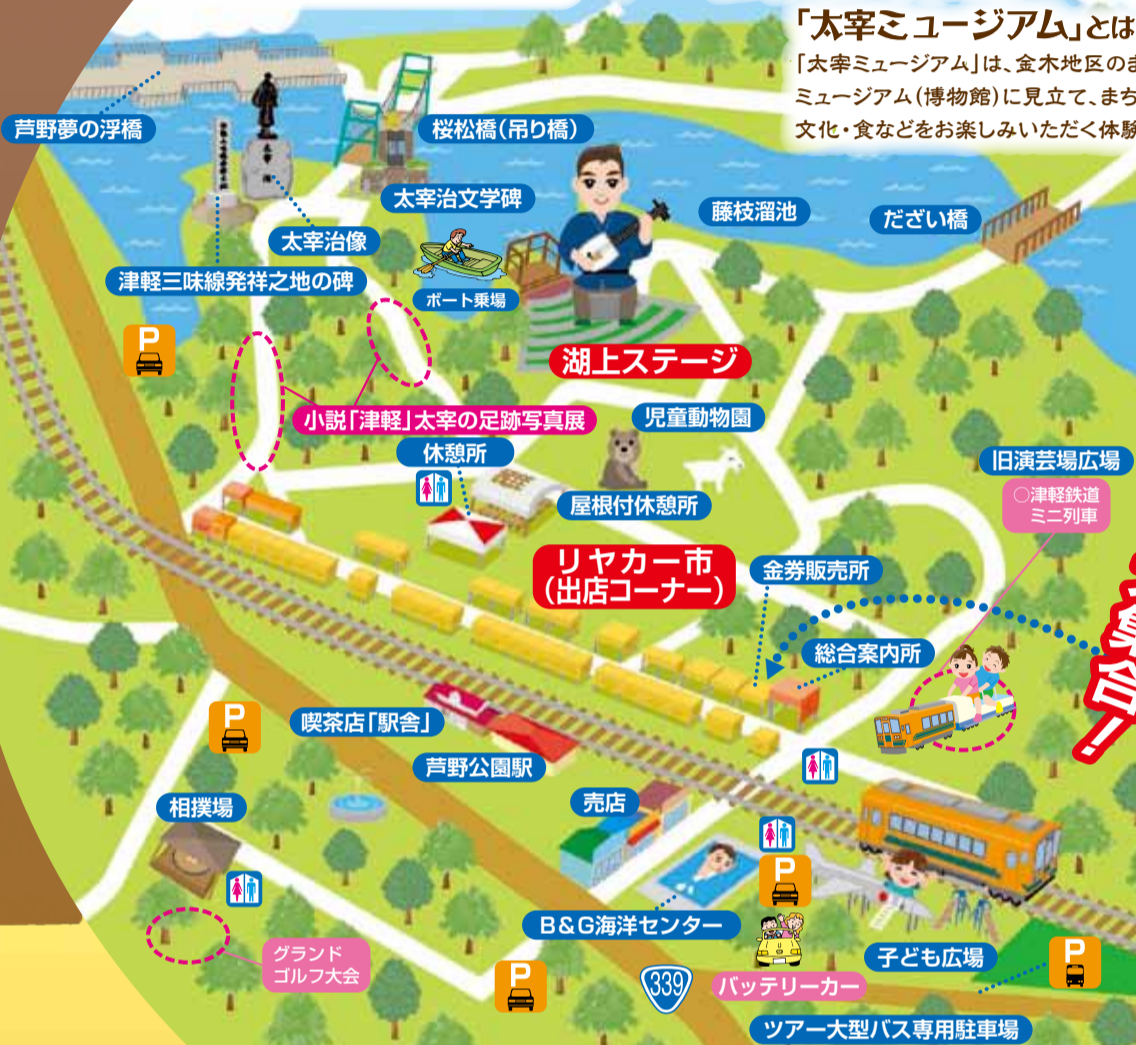 「太宰ミュージアム」とは
「太宰ミュージアム」は、金木地区のま
ミュージアム(博物館)に見立て、まち
文化・食などをお楽しみいただく体験
芦野夢の浮橋
桜松橋(吊り橋)
太宰治文学碑
藤枝溜池
だざい橋
太宰治像
津軽三味線発祥之地の碑
ボート乗場
P
湖上ステージ
小説「津軽」太宰の足跡写真展
児童動物園
休憩所
旧演芸場広場
○津軽鉄道
ミニ列車
屋根付休憩所
リヤカー市
(出店コーナー)
金券販売所
集合!
総合案内所
P
喫茶店「駅舎」
芦野公園駅
相撲場
売店
P
B&G海洋センター
子ども広場
P
グランド
ゴルフ大会
P
339
バッテリーカー
ツアー大型バス専用駐車場